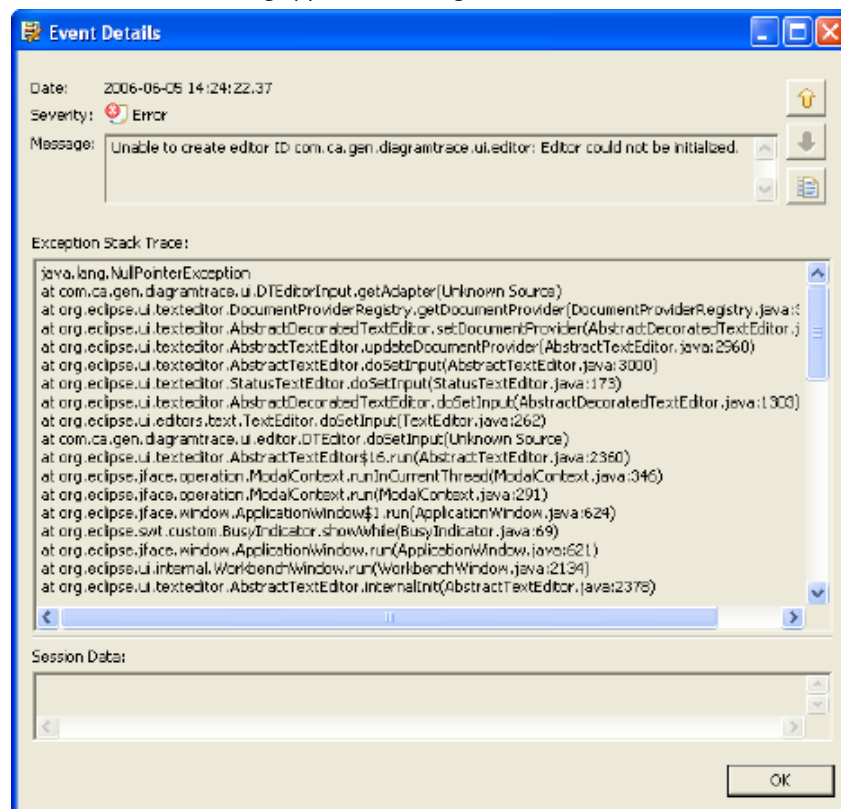 Event Details
Date: 2006-06-05 14:24:22.37
Severity: Error
Message: Unable to create editor ID com.ca.gen.diagramtrace.ui.editor: Editor could not be initialized.
Exception Stack Trace:
java.lang.NullPointerException
at com.ca.gen.diagramtrace.ui.DTEditorInput.getAdapter(Unknown Source)
at org.eclipse.ui.texteditor.DocumentProviderRegistry.getDocumentProvider(DocumentProviderRegistry.java:
at org.eclipse.ui.texteditor.AbstractDecoratedTextEditor.setDocumentProvider(AbstractDecoratedTextEditor.j
at org.eclipse.ui.texteditor.AbstractTextEditor.updateDocumentProvider(AbstractTextEditor.java:2960)
at org.eclipse.ui.texteditor.AbstractTextEditor.doSetInput(AbstractTextEditor.java:3000)
at org.eclipse.ui.texteditor.StatusTextEditor.doSetInput(StatusTextEditor.java:173)
at org.eclipse.ui.texteditor.AbstractDecoratedTextEditor.doSetInput(AbstractDecoratedTextEditor.java:1303)
at org.eclipse.ui.editors.text.TextEditor.doSetInput(TextEditor.java:262)
at com.ca.gen.diagramtrace.ui.editor.DTEditor.doSetInput(Unknown Source)
at org.eclipse.ui.texteditor.AbstractTextEditor$16.run(AbstractTextEditor.java:2360)
at org.eclipse.jface.operation.ModalContext.runInCurrentThread(ModalContext.java:346)
at org.eclipse.jface.operation.ModalContext.run(ModalContext.java:291)
at org.eclipse.jface.window.ApplicationWindow$1.run(ApplicationWindow.java:624)
at org.eclipse.swt.custom.BusyIndicator.showWhile(BusyIndicator.java:69)
at org.eclipse.jface.window.ApplicationWindow.run(ApplicationWindow.java:621)
at org.eclipse.ui.internal.WorkbenchWindow.run(WorkbenchWindow.java:2134)
at org.eclipse.ui.texteditor.AbstractTextEditor.internalInit(AbstractTextEditor.java:2378)
Session Data:
OK